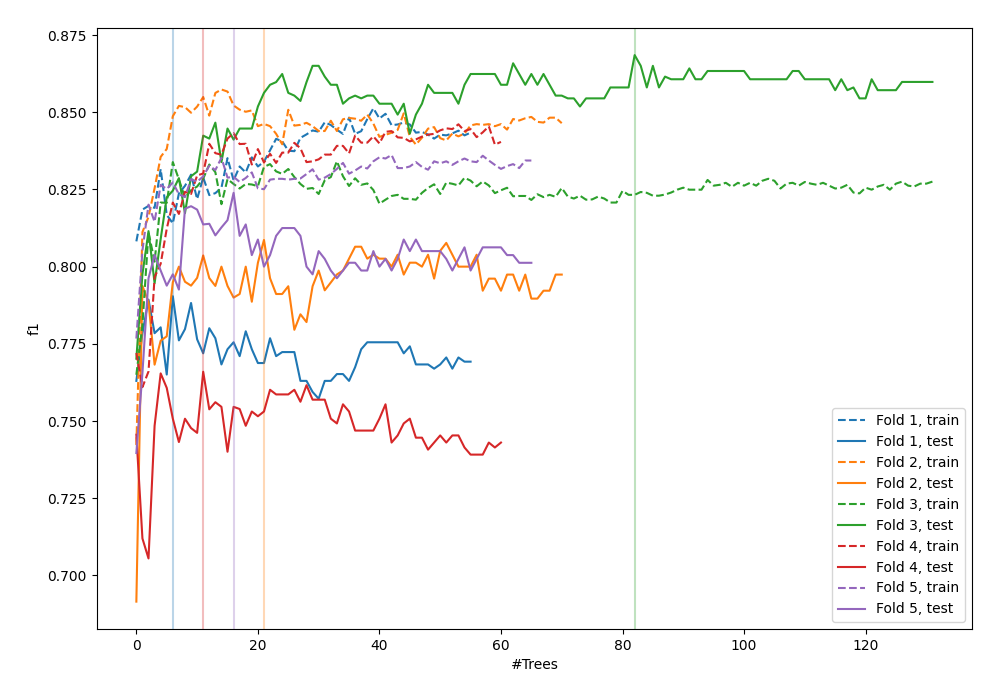 0.875
0.850
0.825
0.800
0.775
0.750
0.725
0.700
f1
0
20
40
60
80
100
120
#Trees
Fold 1, train
Fold 1, test
Fold 2, train
Fold 2, test
Fold 3, train
Fold 3, test
Fold 4, train
Fold 4, test
Fold 5, train
Fold 5, test